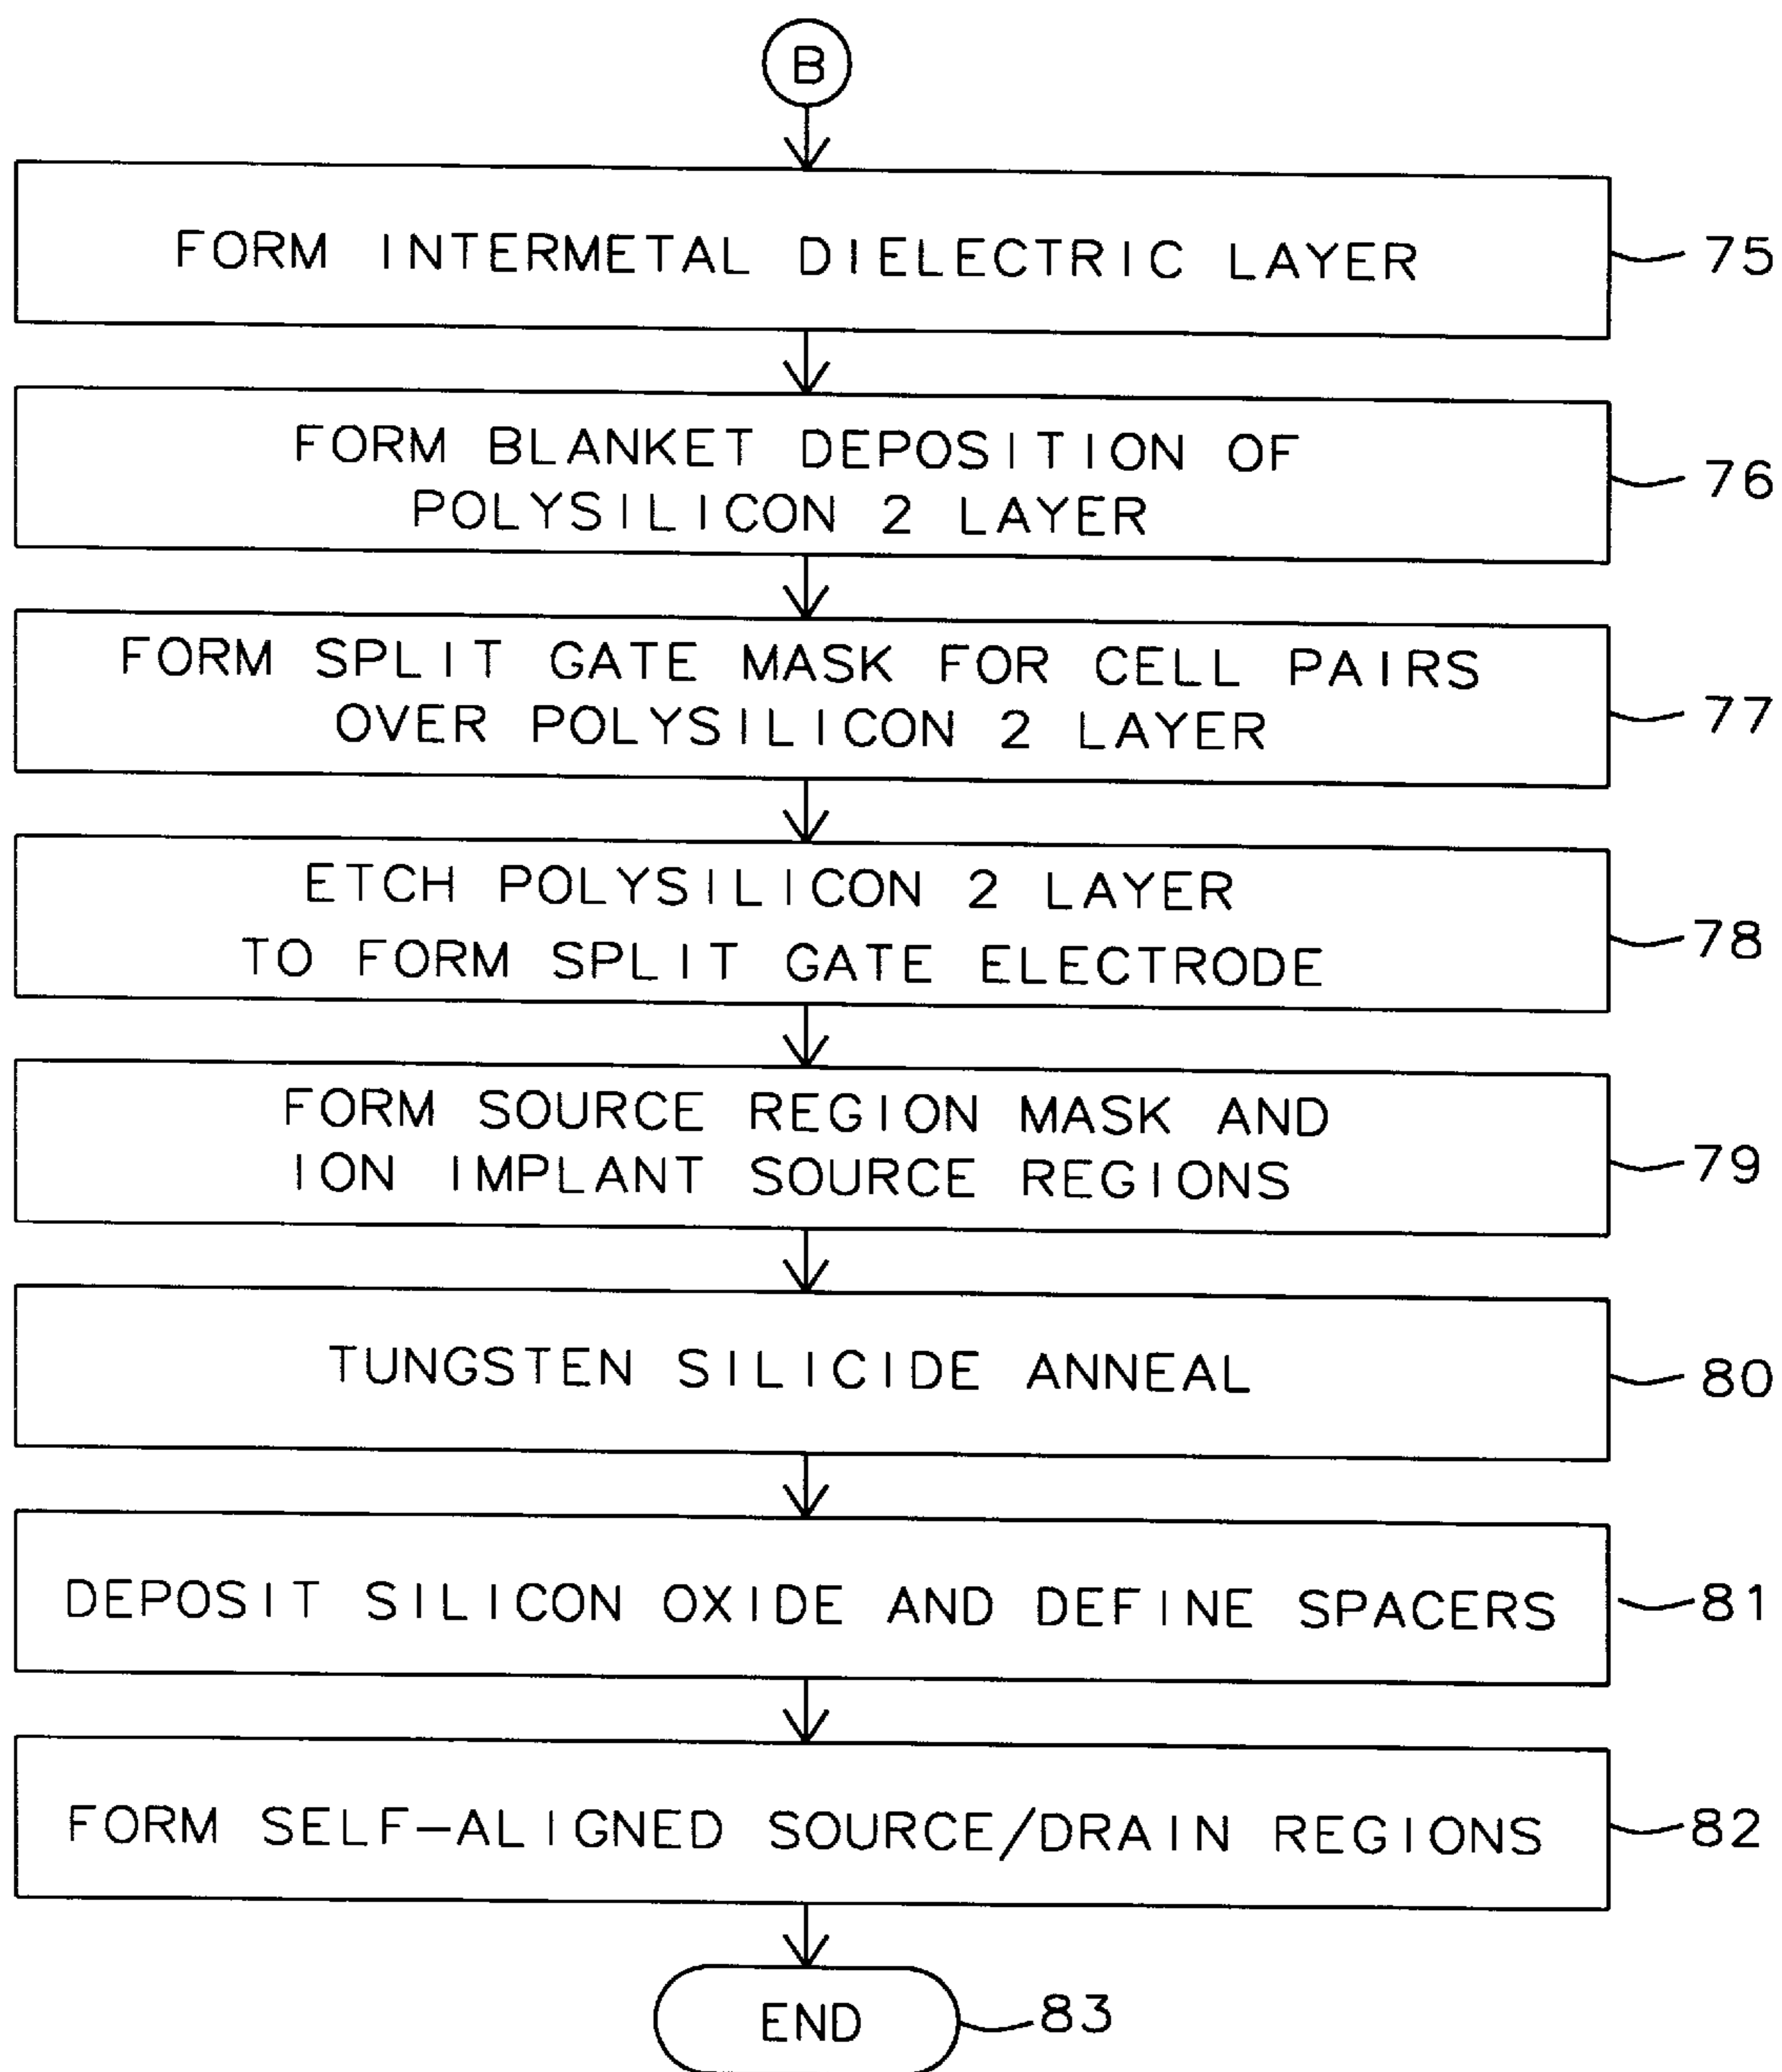 B
FORM INTERMETAL DIELECTRIC LAYER
75
FORM BLANKET DEPOSITION OF
POLYSILICON 2 LAYER
76
FORM SPLIT GATE MASK FOR CELL PAIRS
OVER POLYSILICON 2 LAYER
77
ETCH POLYSILICON 2 LAYER
TO FORM SPLIT GATE ELECTRODE
78
FORM SOURCE REGION MASK AND
ION IMPLANT SOURCE REGIONS
79
TUNGSTEN SILICIDE ANNEAL
80
DEPOSIT SILICON OXIDE AND DEFINE SPACERS
81
FORM SELF-ALIGNED SOURCE/DRAIN REGIONS
82
END
83